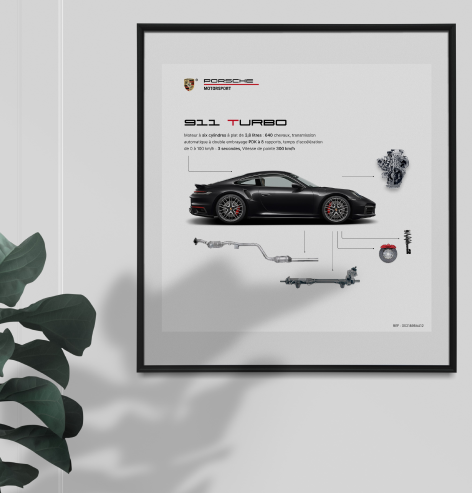 PORSCHE
MOTORSPORT
911 TURBO
Moteur à six cylindres à plat de 3,8 litres : 640 chevaux, transmission
automatique à double embrayage PDK à 8 rapports, temps d'accélération
de 0 à 100 km/h : 3 secondes, Vitesse de pointe 300 km/h